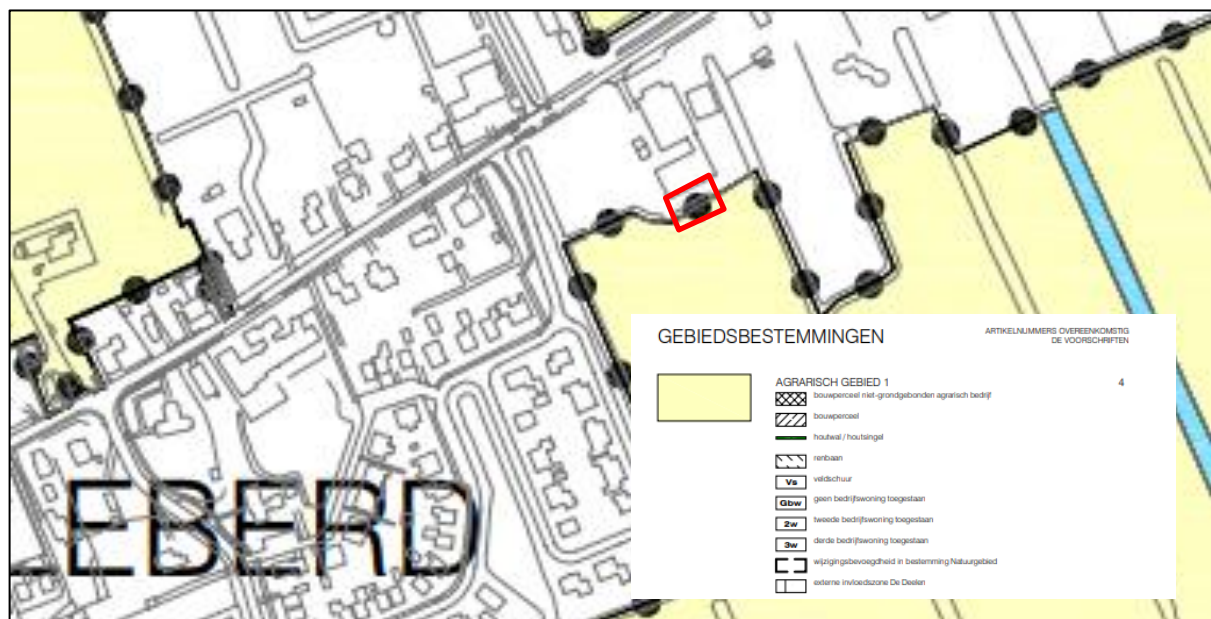 GEBIEDSBESTEMMINGEN
ARTIKELNUMMERS OVEREENKOMSTIG
DE VOORSCHRIFTEN
AGRARISCH GEBIED 1 4
bouwperceel niet-grondgebonden agrarisch bedrijf
bouwperceel
houtwal / houtsingel
renbaan
Vs veldschuur
Gbw geen bedrijfswoning toegestaan
2w tweede bedrijfswoning toegestaan
3w derde bedrijfswoning toegestaan
wijzigingsbevoegdheid in bestemming Natuurgebied
externe invloedszone De Deelen
EBERD